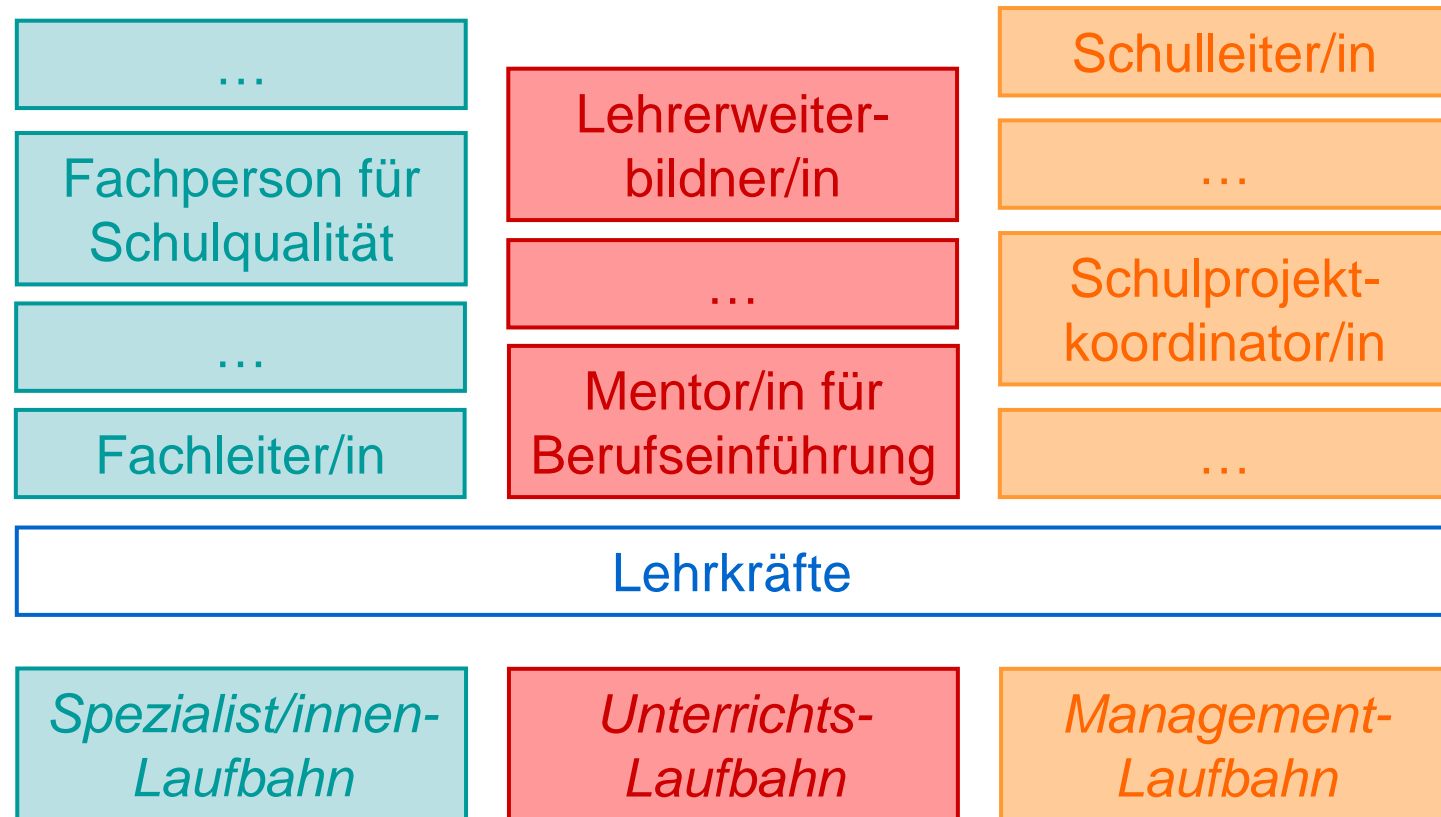 …
Fachperson für
Schulqualität
…
Fachleiter/in
Lehrerweiter-
bildner/in
…
Mentor/in für
Berufseinführung
Schulleiter/in
…
Schulprojekt-
koordinator/in
…
Lehrkräfte
Spezialist/innen-
Laufbahn
Unterrichts-
Laufbahn
Management-
Laufbahn